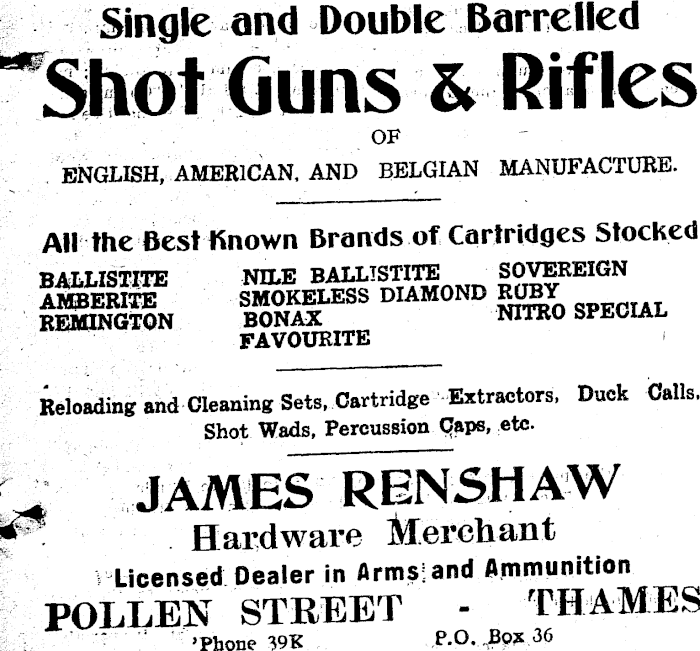 Single and Double Barrelled
Shot Guns & Rifles
OF
ENGLISH, AMERICAN, AND BELGIAN MANUFACTURE.
All the Best Known Brands of Cartridges Stocked
BALLISTITE NILE BALLISTITE SOVEREIGN
AMBERITE SMOKELESS DIAMOND RUBY
REMINGTON BONAX NITRO SPECIAL
FAVOURITE
Reloading and Cleaning Sets, Cartridge Extractors, Duck Calls,
Shot Wads, Percussion Caps, etc.
JAMES RENSHAW
Hardware Merchant
Licensed Dealer in Arms and Ammunition
POLLEN STREET - THAMES
'Phone 39K P.O. Box 36